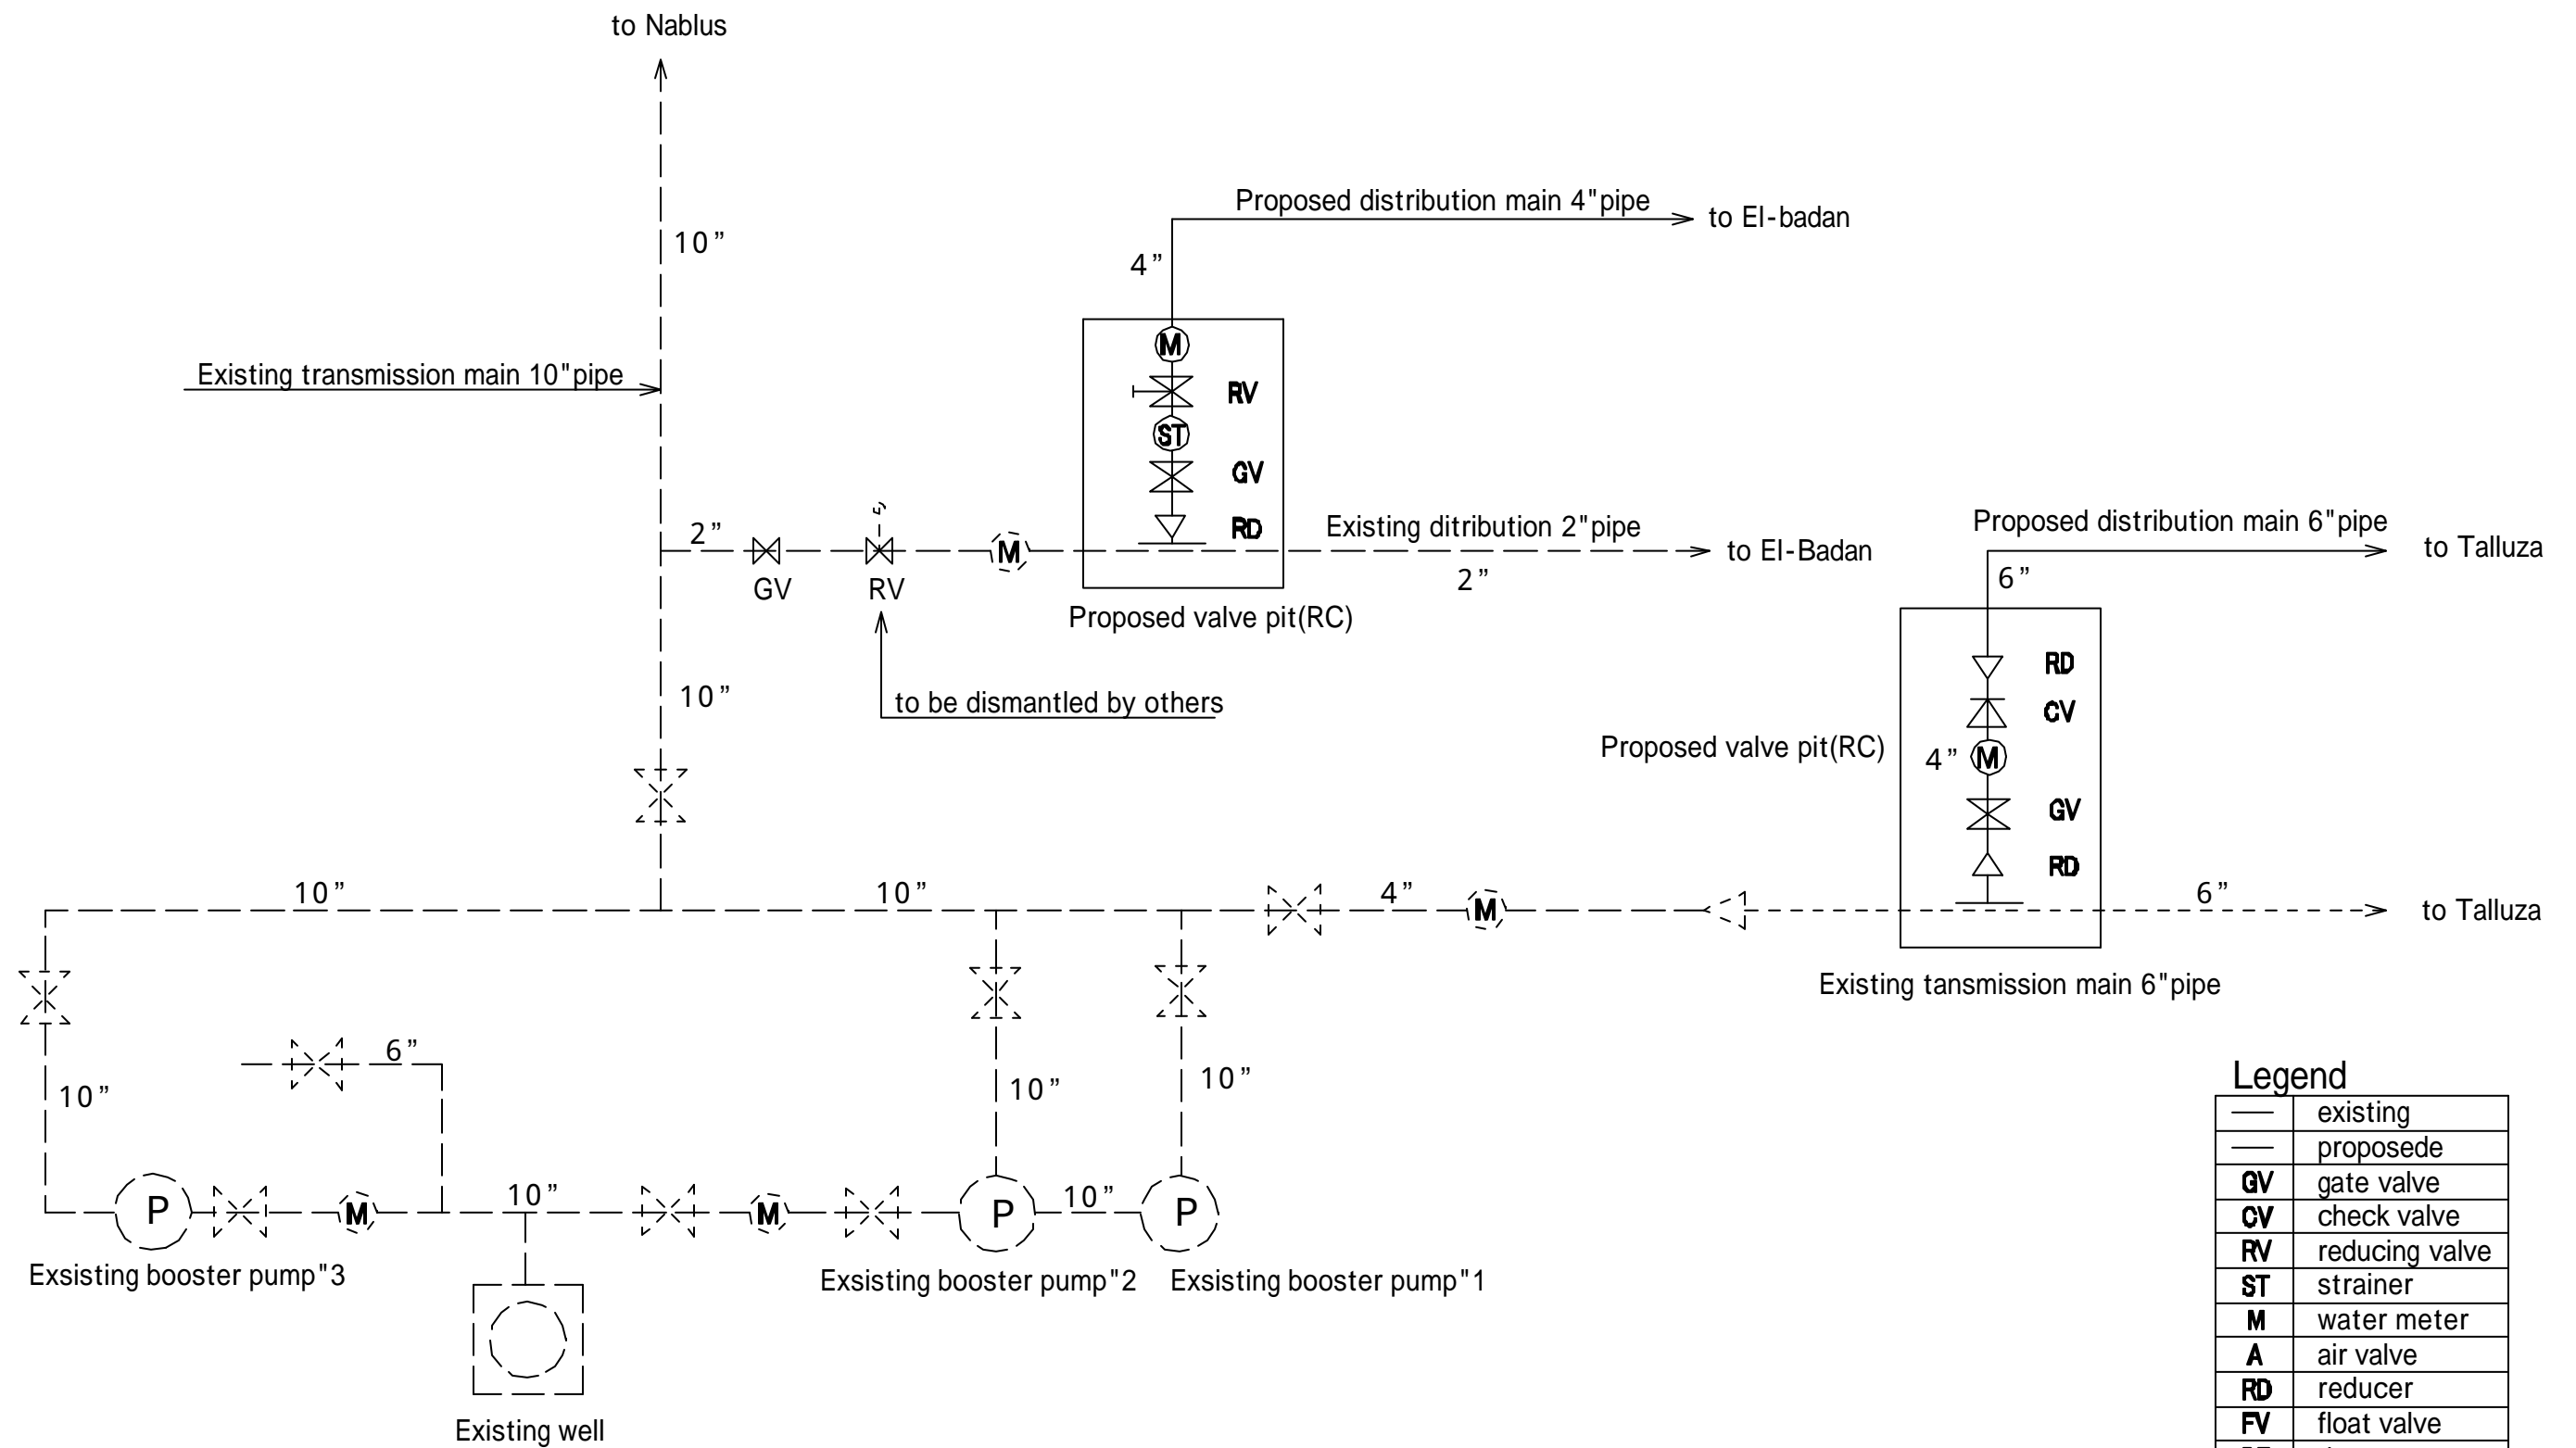 to Nablus
10”
Proposed distribution main 4"pipe
to El-badan
4”
Existing transmission main 10"pipe
M
RV
ST
GV
RD
2”
GV
RV
M
Existing ditribution 2"pipe
to El-Badan
2”
Proposed valve pit(RC)
to be dismantled by others
10”
Proposed distribution main 6"pipe
to Talluza
6”
RD
CV
Proposed valve pit(RC)
4”
M
GV
RD
10”
10”
4”
M
6”
to Talluza
Existing tansmission main 6"pipe
6”
10”
10”
10”
P
M
10”
M
P
10”
P
Exsisting booster pump"3
Exsisting booster pump"2
Exsisting booster pump"1
Existing well
Legend
existing
proposede
GV gate valve
CV check valve
RV reducing valve
ST strainer
M water meter
A air valve
RD reducer
FV float valve